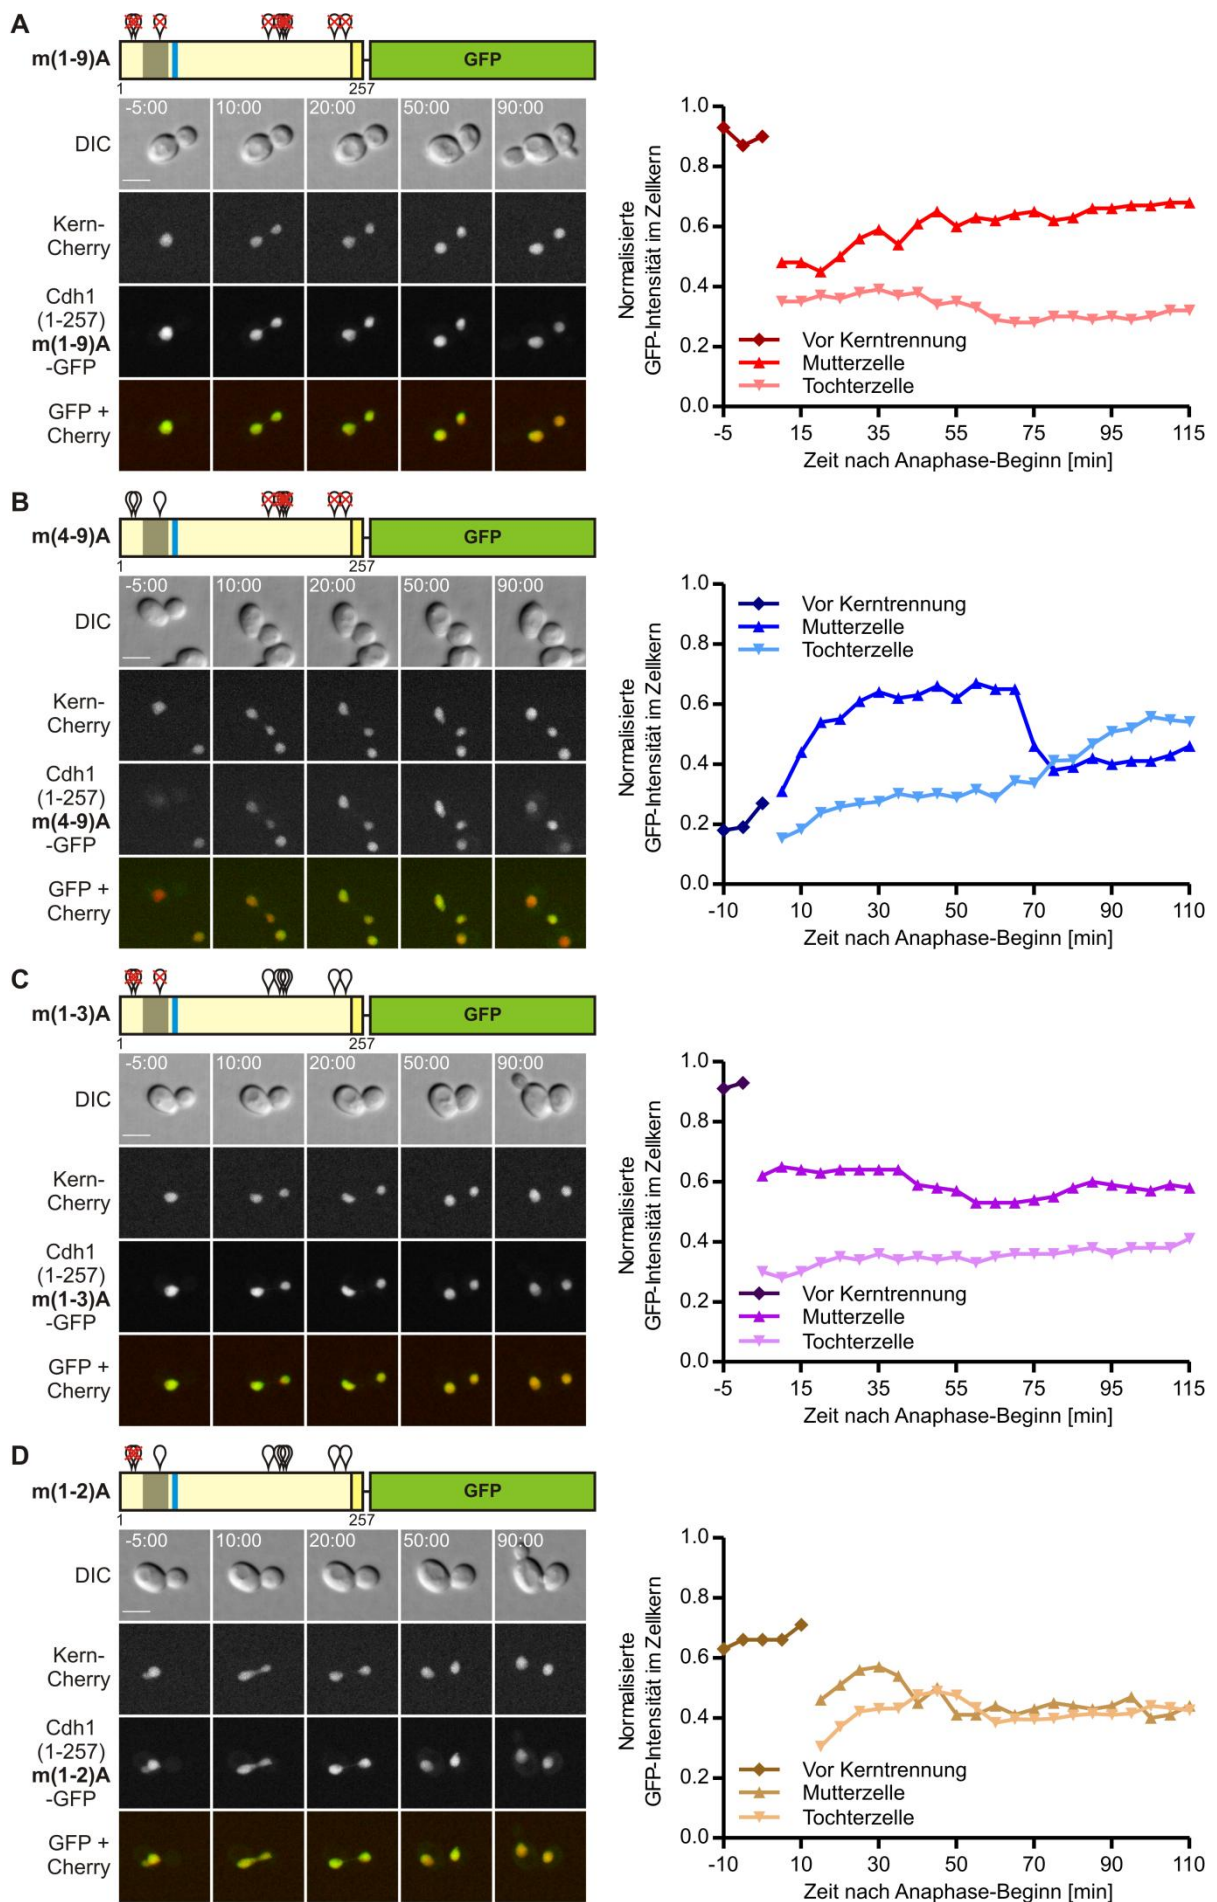 A
m(1-9)A
GFP
1
257
-5:00 10:00 20:00 50:00 90:00
DIC
Kern-
Cherry
Cdh1
(1-257)
m(1-9)A
-GFP
GFP +
Cherry
Normalisierte
GFP-Intensität im Zellkern
1.0
0.8
0.6
0.4
0.2
0.0
Vor Kerntrennung
Mutterzelle
Tochterzelle
-5 15 35 55 75 95 115
Zeit nach Anaphase-Beginn [min]
B
m(4-9)A
GFP
1
257
-5:00 10:00 20:00 50:00 90:00
DIC
Kern-
Cherry
Cdh1
(1-257)
m(4-9)A
-GFP
GFP +
Cherry
Normalisierte
GFP-Intensität im Zellkern
1.0
0.8
0.6
0.4
0.2
0.0
Vor Kerntrennung
Mutterzelle
Tochterzelle
-10 10 30 50 70 90 110
Zeit nach Anaphase-Beginn [min]
C
m(1-3)A
GFP
1
257
-5:00 10:00 20:00 50:00 90:00
DIC
Kern-
Cherry
Cdh1
(1-257)
m(1-3)A
-GFP
GFP +
Cherry
Normalisierte
GFP-Intensität im Zellkern
1.0
0.8
0.6
0.4
0.2
0.0
Vor Kerntrennung
Mutterzelle
Tochterzelle
-5 15 35 55 75 95 115
Zeit nach Anaphase-Beginn [min]
D
m(1-2)A
GFP
1
257
-5:00 10:00 20:00 50:00 90:00
DIC
Kern-
Cherry
Cdh1
(1-257)
m(1-2)A
-GFP
GFP +
Cherry
Normalisierte
GFP-Intensität im Zellkern
1.0
0.8
0.6
0.4
0.2
0.0
Vor Kerntrennung
Mutterzelle
Tochterzelle
-10 10 30 50 70 90 110
Zeit nach Anaphase-Beginn [min]